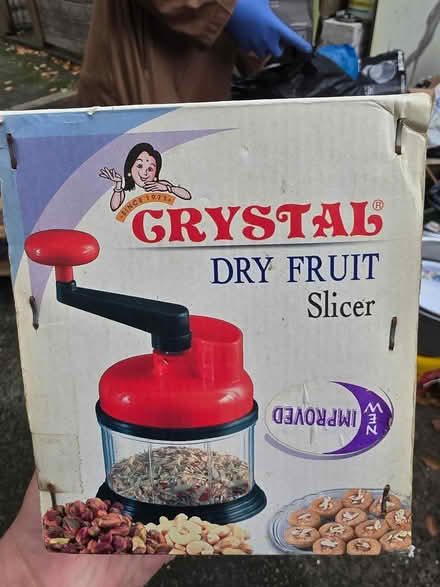 SINCE 1971
CRYSTAL®
DRY FRUIT
Slicer
NEW
IMPROVED